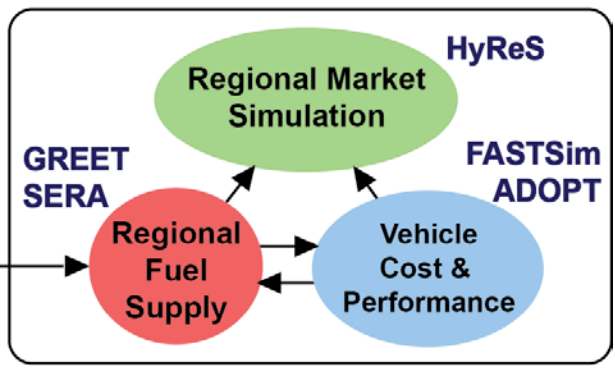 HyReS
Regional Market
Simulation
GREET
SERA
FASTSim
ADOPT
Regional
Fuel
Supply
Vehicle
Cost &
Performance